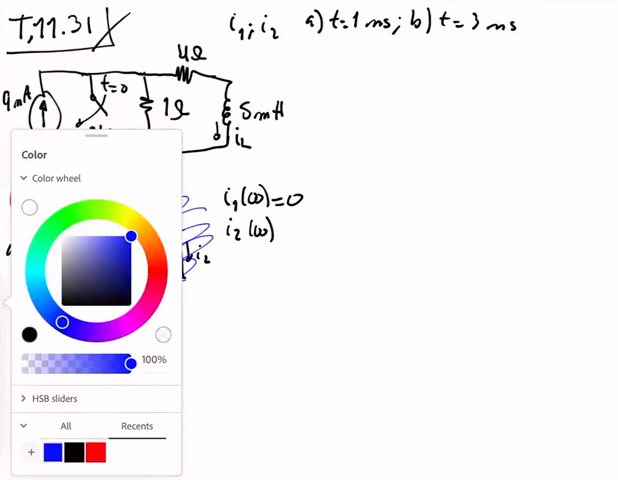 T,11.31
i₁; i₂ a) t=1 ms; b) t=3 ms
4Ω
9mA
t=0
1Ω
5mH
i₂
Color
Color wheel
i₁(∞)=0
i₂(∞)
i₂
100%
HSB sliders
All
Recents